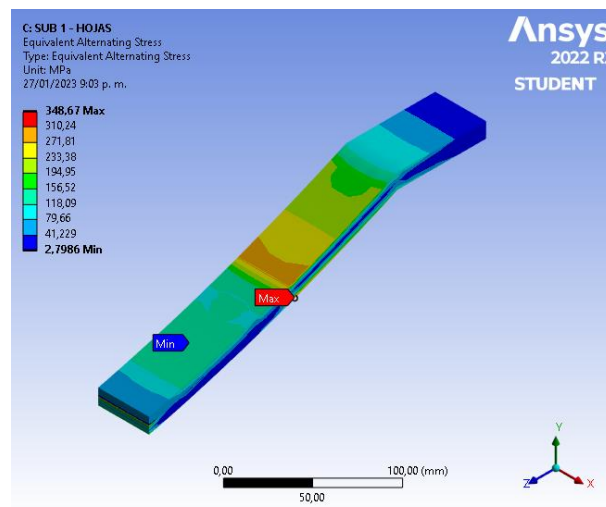 C: SUB 1 - HOJAS
Equivalent Alternating Stress
Type: Equivalent Alternating Stress
Unit: MPa
27/01/2023 9:03 p. m.
348,67 Max
310,24
271,81
233,38
194,95
156,52
118,09
79,66
41,229
2,7986 Min
Ansys
2022 R
STUDENT
Max
Min
0,00
100,00 (mm)
50,00
Y
Z
X